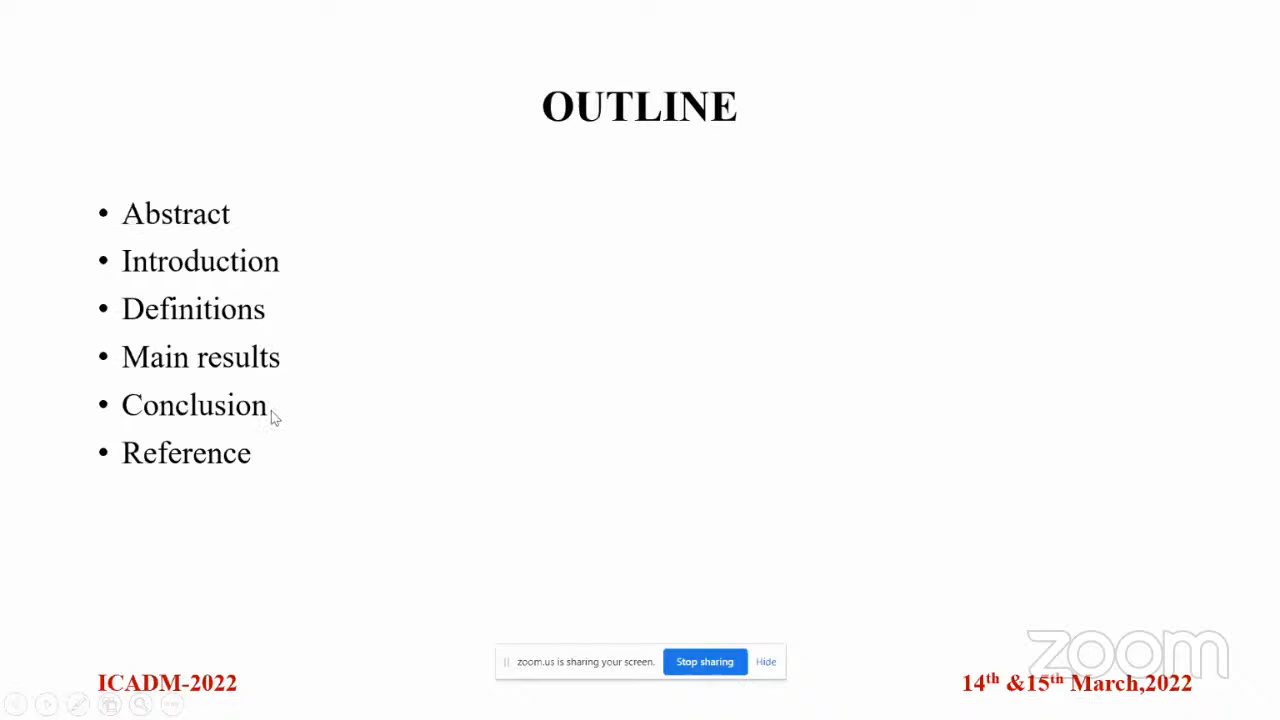 OUTLINE
• Abstract
• Introduction
• Definitions
• Main results
• Conclusion
• Reference
zoom
zoom.us is sharing your screen. Stop sharing Hide
ICADM-2022 14th &15th March,2022